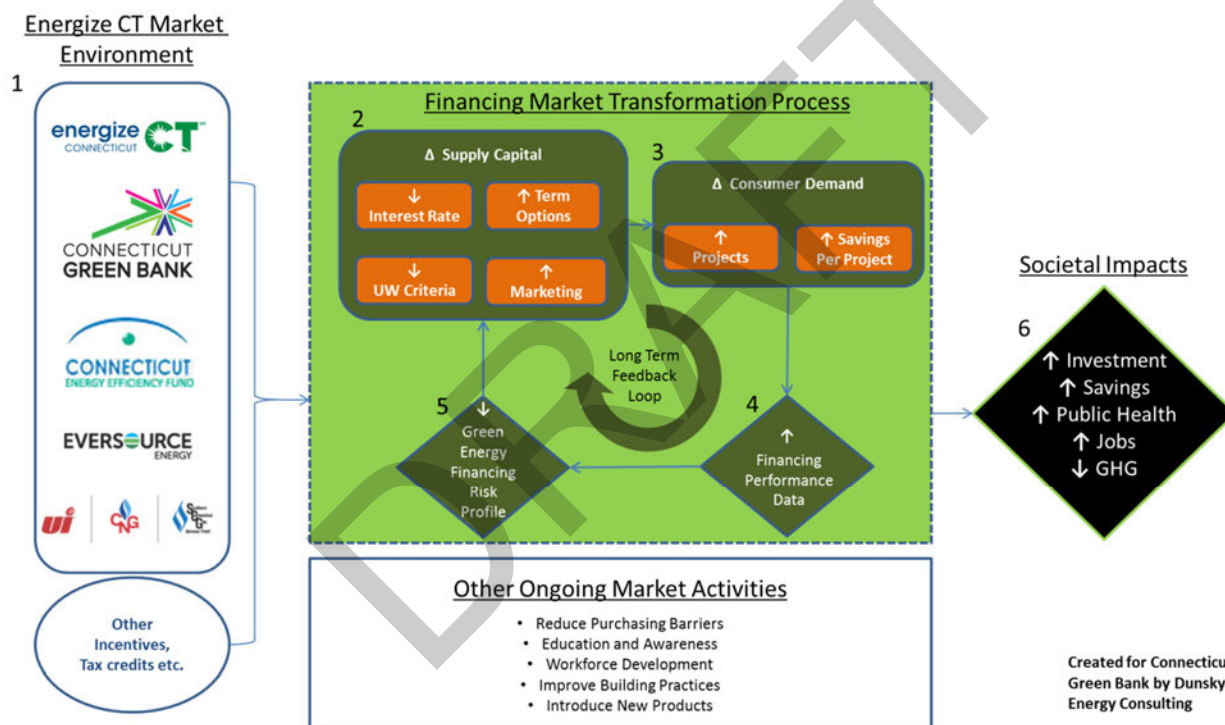 Energize CT Market
Environment
1
energize CT
CONNECTICUT
CONNECTICUT
GREEN BANK
CONNECTICUT
ENERGY EFFICIENCY FUND
EVERSOURCE
ENERGY
ui
CNG
Other
Incentives,
Tax credits etc.
Financing Market Transformation Process
2
Δ Supply Capital
↓
Interest Rate
↑ Term
Options
↓
UW Criteria
↑
Marketing
3
Δ Consumer Demand
↑
Projects
↑ Savings
Per Project
Long Term
Feedback
Loop
4
↑
Financing
Performance
Data
5
↓
Green
Energy
Financing
Risk
Profile
Other Ongoing Market Activities
• Reduce Purchasing Barriers
• Education and Awareness
• Workforce Development
• Improve Building Practices
• Introduce New Products
Societal Impacts
6
↑ Investment
↑ Savings
↑ Public Health
↑ Jobs
↓ GHG
Created for Connecticu
Green Bank by Dunsky
Energy Consulting
DRAFT